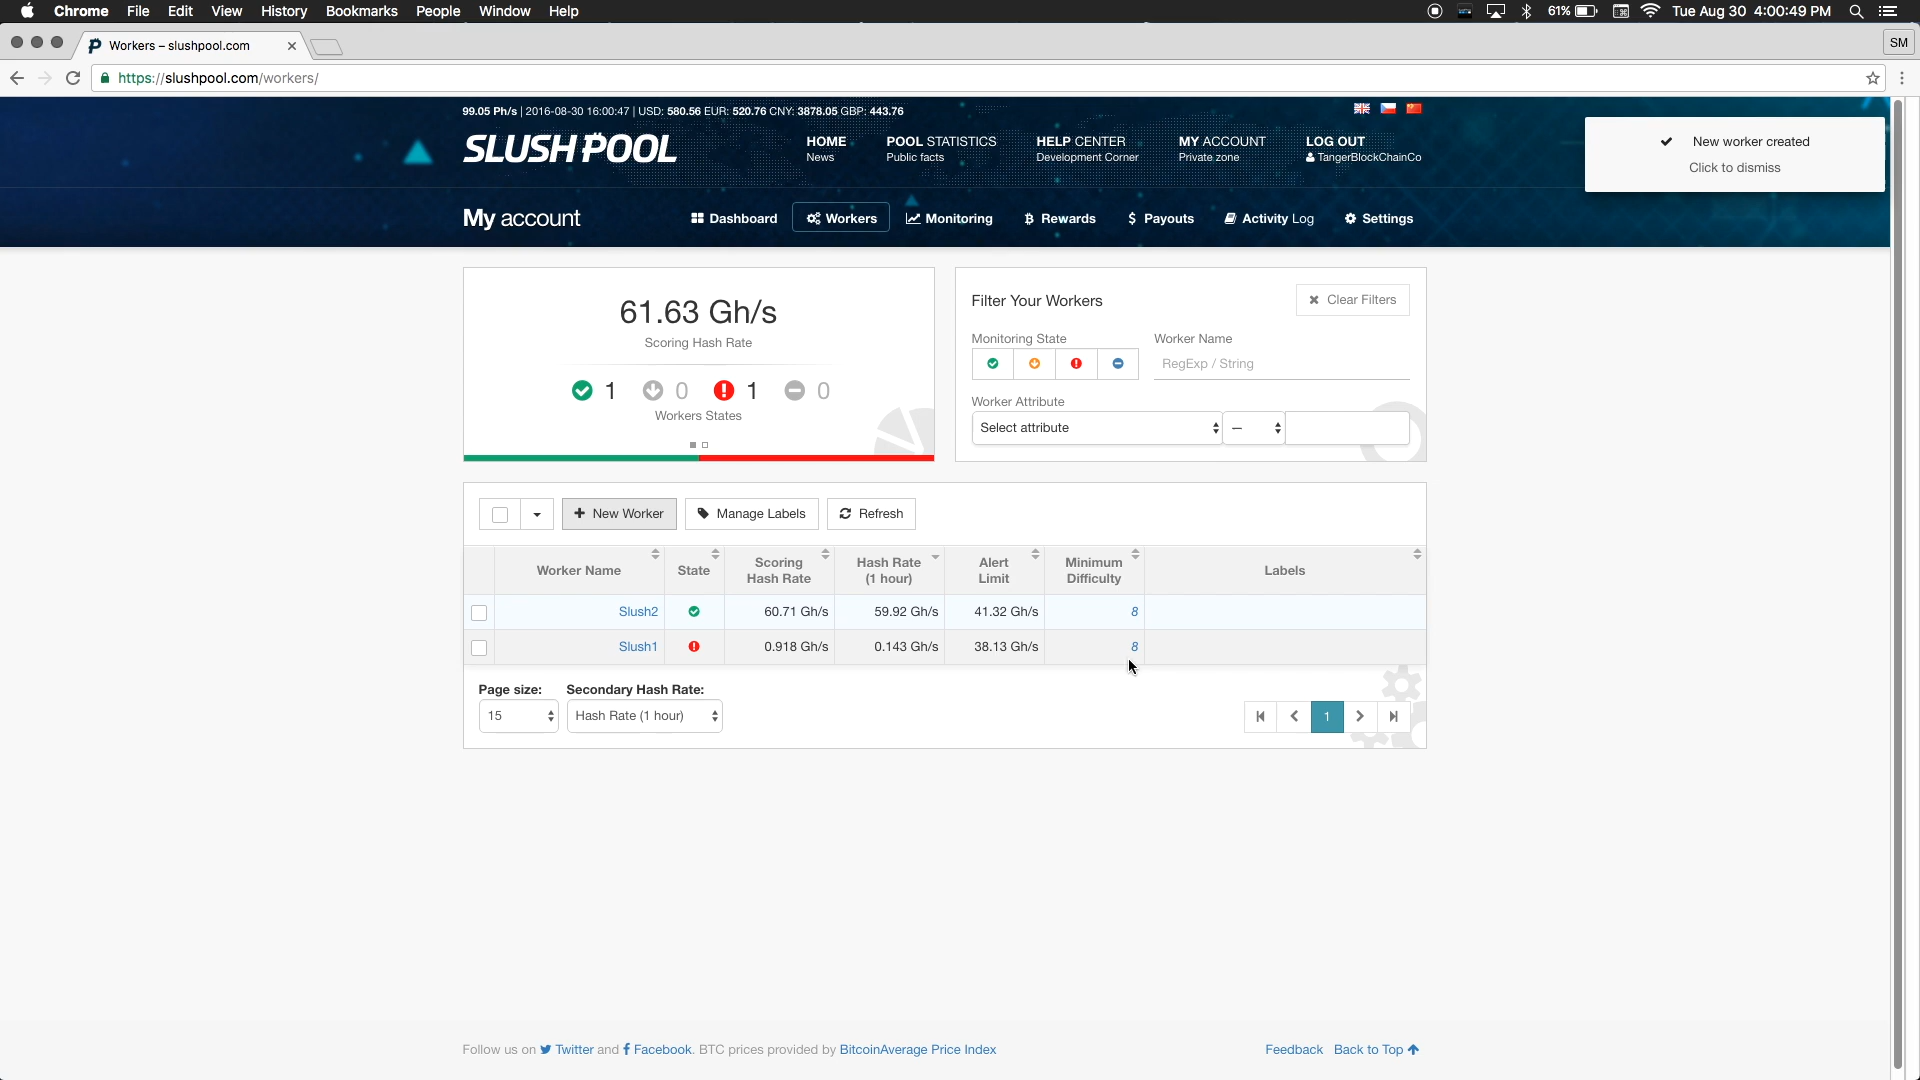 Chrome File Edit View History Bookmarks People Window Help 61% Tue Aug 30 4:00:49 PM
Workers – slushpool.com SM
https://slushpool.com/workers/
99.05 Ph/s | 2016-08-30 16:00:47 | USD: 580.56 EUR: 520.76 CNY: 3878.05 GBP: 443.76
SLUSH POOL
HOME POOL STATISTICS HELP CENTER MY ACCOUNT LOG OUT
News Public facts Development Corner Private zone TangerBlockChainCo
New worker created
Click to dismiss
My account Dashboard Workers Monitoring Rewards Payouts Activity Log Settings
61.63 Gh/s
Scoring Hash Rate
1 0 1 0
Workers States
Filter Your Workers Clear Filters
Monitoring State Worker Name
RegExp / String
Worker Attribute
Select attribute –
New Worker Manage Labels Refresh
Worker Name State Scoring Hash Rate Hash Rate (1 hour) Alert Limit Minimum Difficulty Labels
Slush2 60.71 Gh/s 59.92 Gh/s 41.32 Gh/s 8
Slush1 0.918 Gh/s 0.143 Gh/s 38.13 Gh/s 8
Page size: Secondary Hash Rate:
15 Hash Rate (1 hour) 1
Follow us on Twitter and Facebook. BTC prices provided by BitcoinAverage Price Index Feedback Back to Top